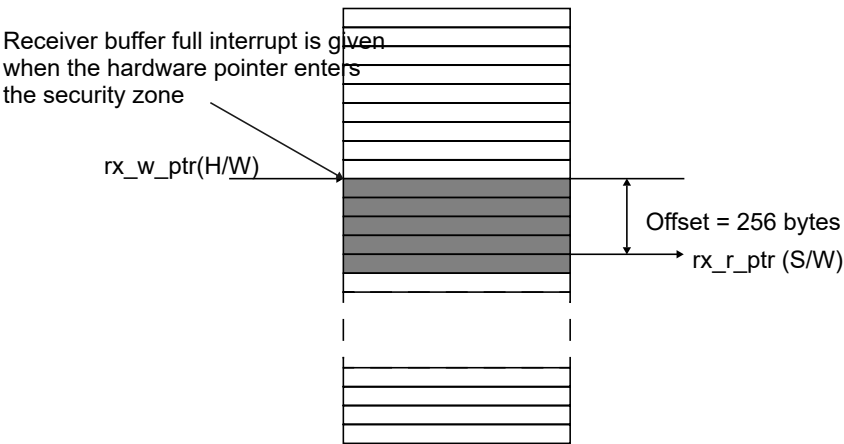 Receiver buffer full interrupt is given
when the hardware pointer enters
the security zone
rx_w_ptr(H/W)
Offset = 256 bytes
rx_r_ptr (S/W)